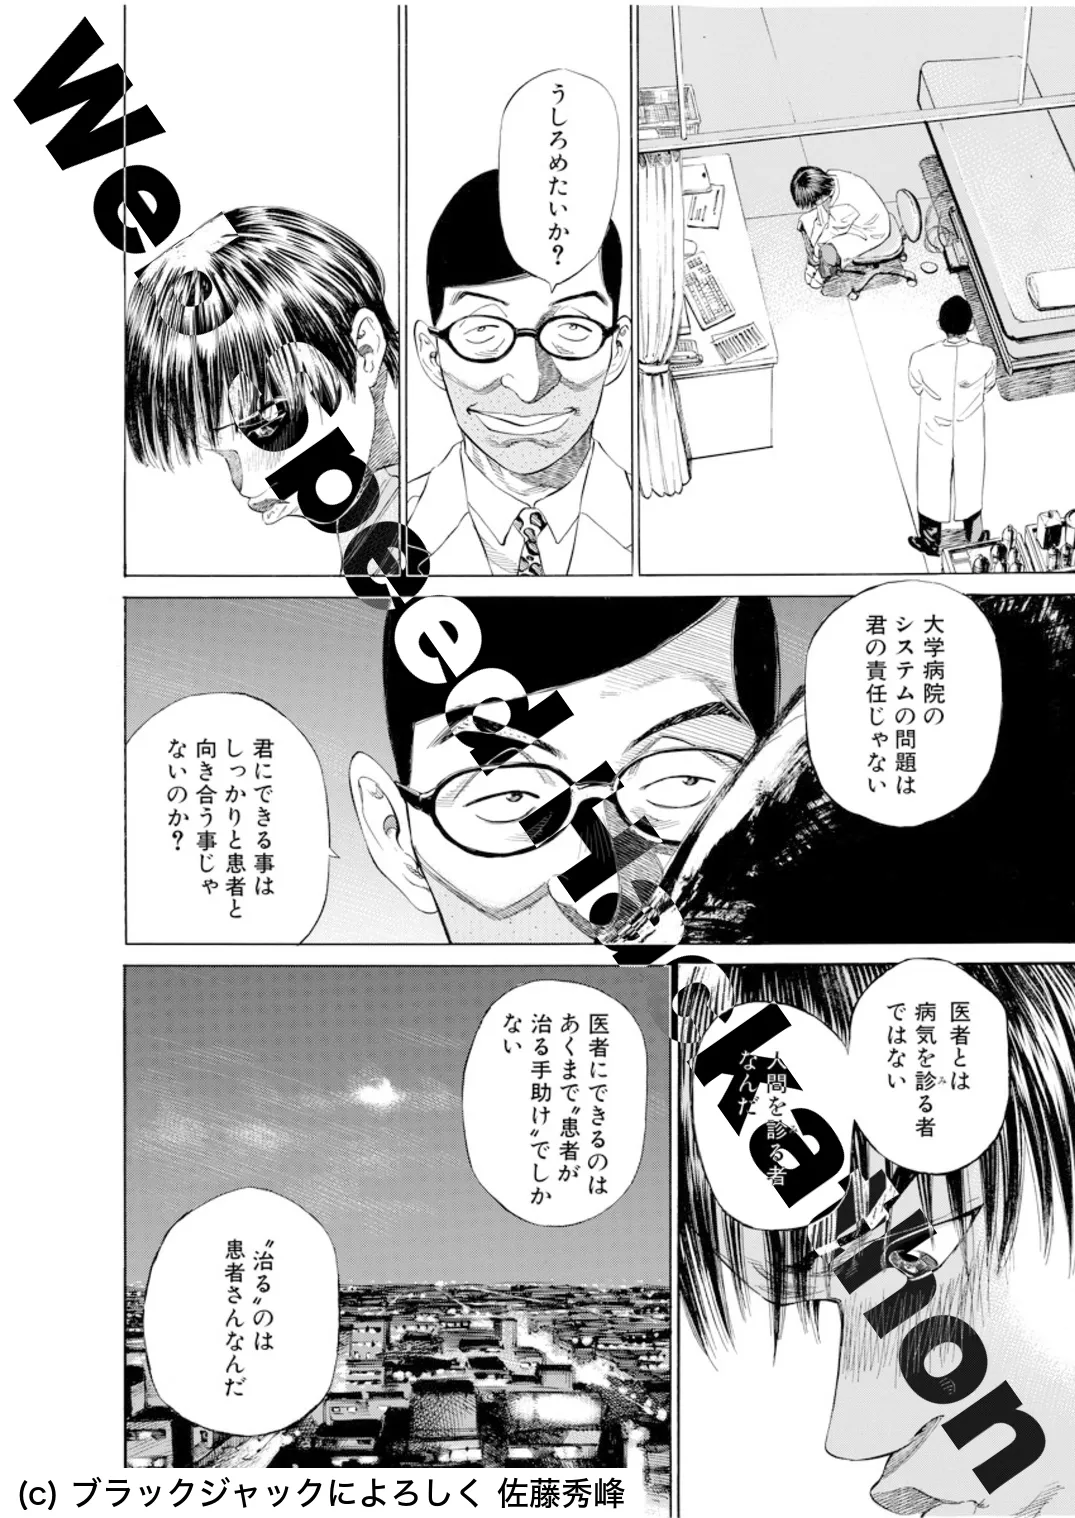 うしろめたいか?
大学病院の
システムの問題は
君の責任じゃない
君にできる事は
しっかりと患者と
向き合う事じゃ
ないのか?
医者とは
病気を診る者
み
ではない
人間を診る者
なんだ
医者にできるのは
あくまで〝患者が
治る手助け〟でしか
ない
〝治る〟のは
患者さんなんだ
(c) ブラックジャックによろしく 佐藤秀峰